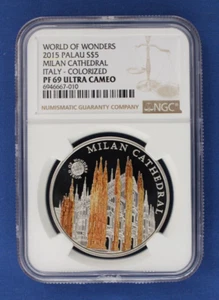 WORLD OF WONDERS
2015 PALAU S$5
MILAN CATHEDRAL
ITALY - COLORIZED
PF 69 ULTRA CAMEO
6946667-010
NUMISMATIC GUARANTY COMPANY
NGC
MILAN CATHEDRAL